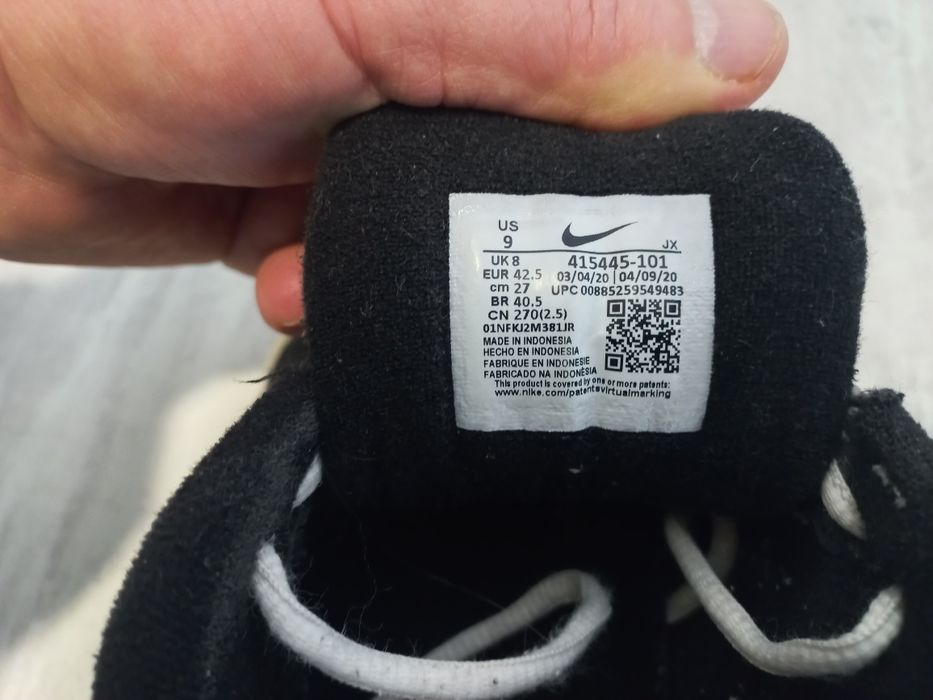 US
9
JX
UK 8
415445-101
EUR 42.5
03/04/20 | 04/09/20
cm 27
UPC 00885259549483
BR 40.5
CN 270(2.5)
01NFKJ2M381JR
MADE IN INDONESIA
HECHO EN INDONESIA
FABRIQUE EN INDONESIE
FABRICADO NA INDONÉSIA
This product is covered by one or more patents:
www.nike.com/patentsvirtualmarking